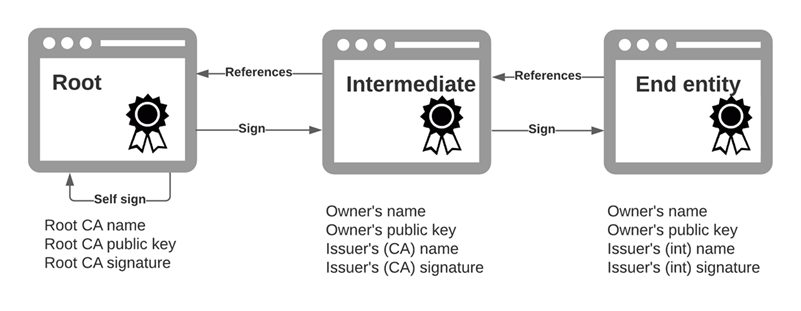 Root
References
Intermediate
References
End entity
Sign
Sign
Self sign
Root CA name
Root CA public key
Root CA signature
Owner's name
Owner's public key
Issuer's (CA) name
Issuer's (CA) signature
Owner's name
Owner's public key
Issuer's (int) name
Issuer's (int) signature